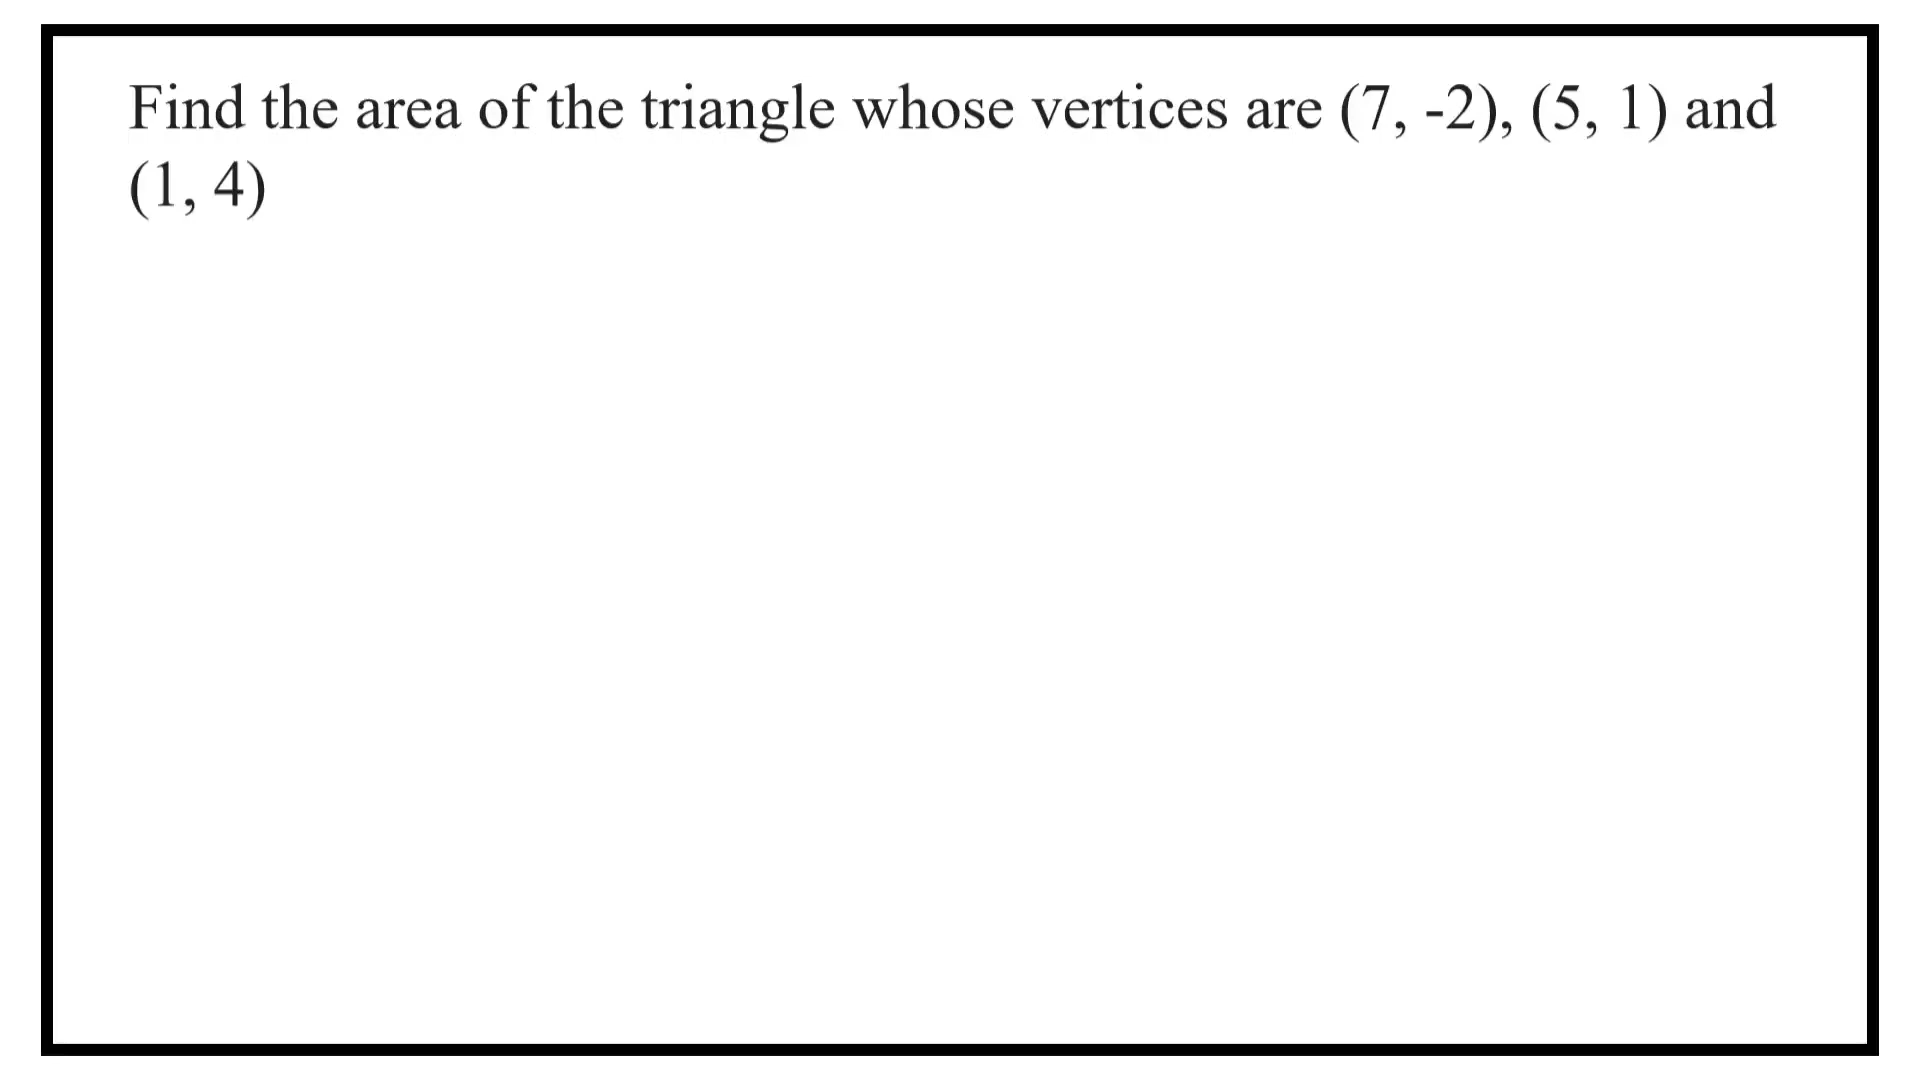 Find the area of the triangle whose vertices are (7, -2), (5, 1) and
(1, 4)